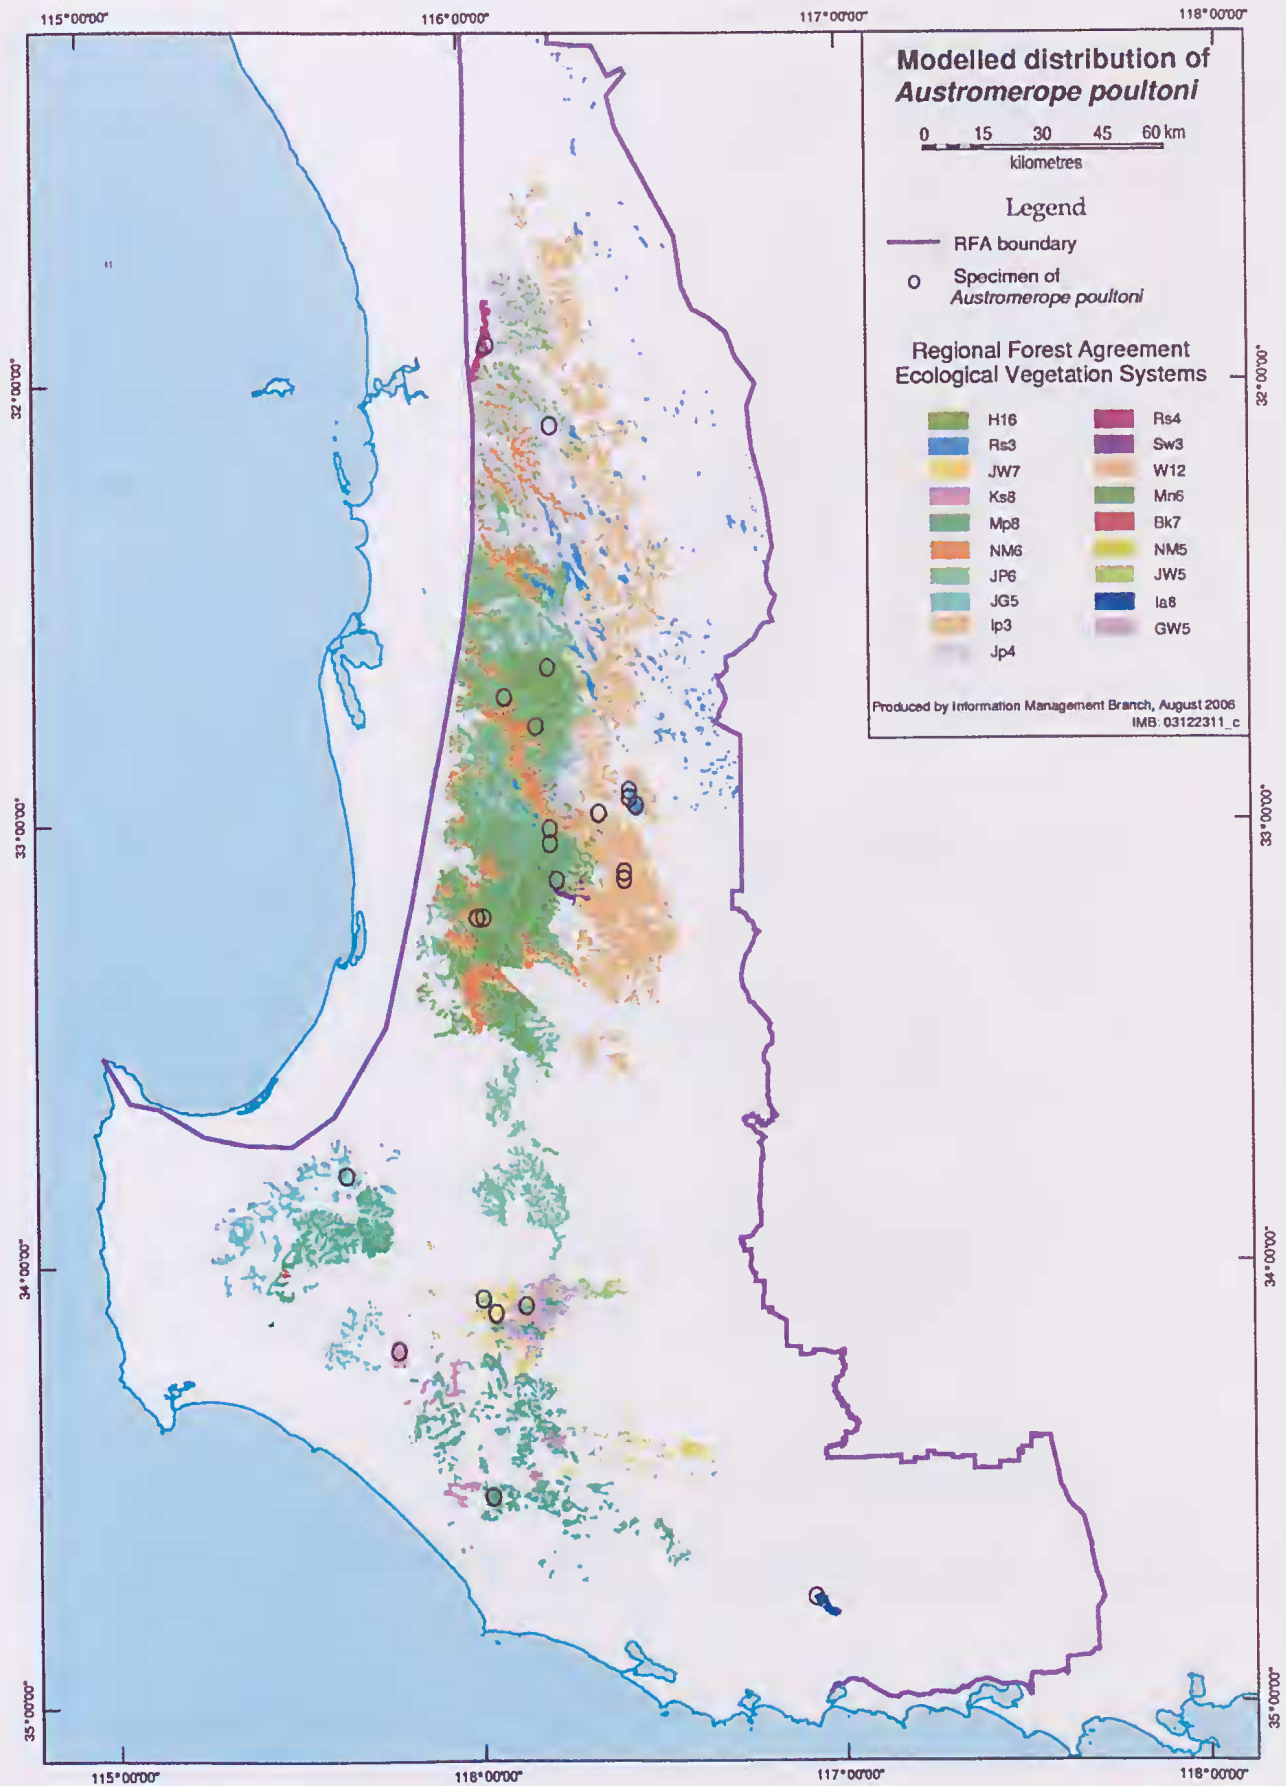 115°00'00"
116°00'00"
117°00'00"
118°00'00"
Modelled distribution of
Austromerope poultoni
0 15 30 45 60 km
kilometres
Legend
RFA boundary
Specimen of
Austromerope poultoni
Regional Forest Agreement
Ecological Vegetation Systems
H16
Rs3
JW7
Ks8
Mp8
NM6
JP6
JG5
Ip3
Jp4
Rs4
Sw3
W12
Mn6
Bk7
NM5
JW5
Ia8
GW5
Produced by Information Management Branch, August 2006
IMB: 03122311_c
32°00'00"
32°00'00"
33°00'00"
33°00'00"
34°00'00"
34°00'00"
35°00'00"
35°00'00"
115°00'00"
116°00'00"
117°00'00"
118°00'00"